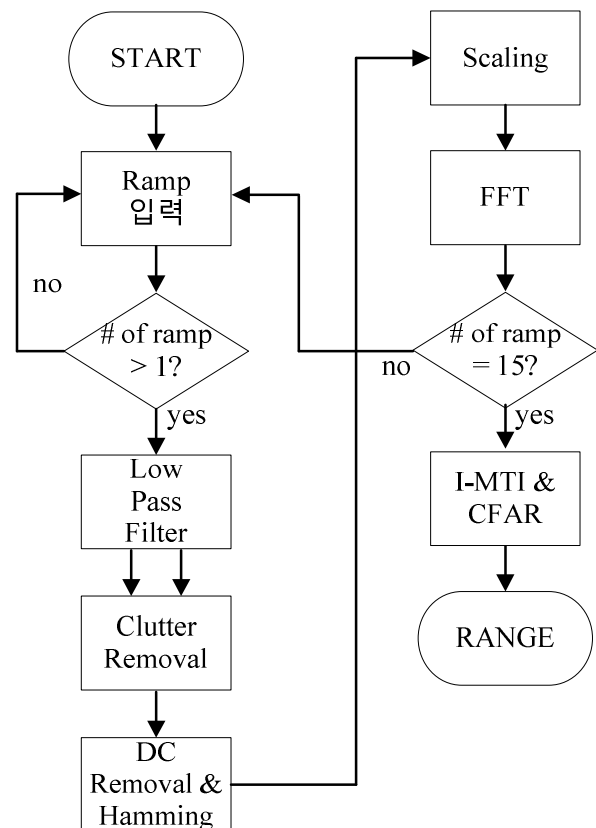 START
Ramp
입력
no
# of ramp
> 1?
yes
Low
Pass
Filter
Clutter
Removal
DC
Removal &
Hamming
Scaling
FFT
# of ramp
= 15?
no
yes
I-MTI &
CFAR
RANGE